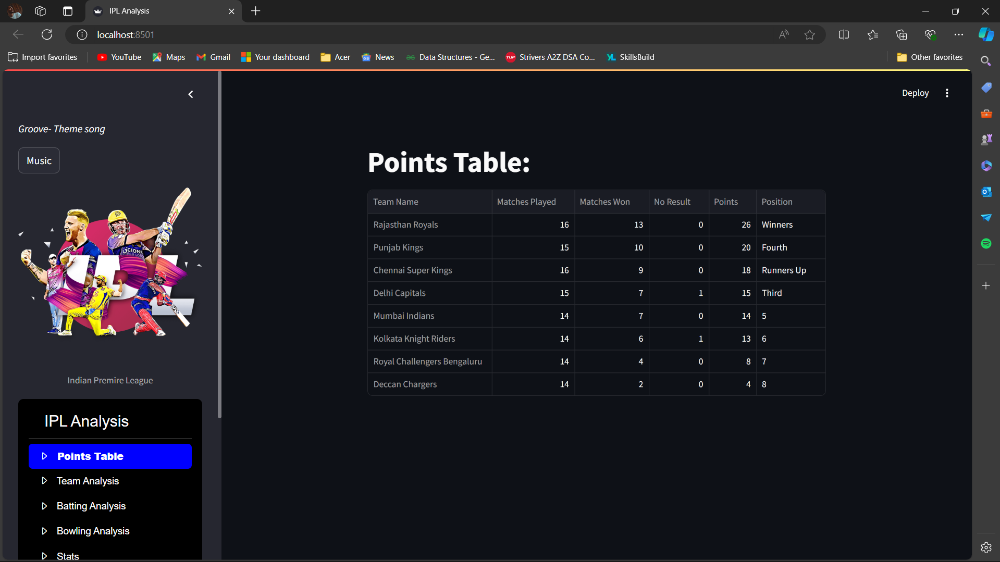 IPL Analysis
localhost:8501
Import favorites YouTube Maps Gmail Your dashboard Acer News Data Structures - Ge... TUF Strivers A2Z DSA Co... YL SkillsBuild Other favorites
Deploy
Groove- Theme song
Music
IPL
Indian Premire League
IPL Analysis
Points Table
Team Analysis
Batting Analysis
Bowling Analysis
Stats
Points Table:
Team Name Matches Played Matches Won No Result Points Position
Rajasthan Royals 16 13 0 26 Winners
Punjab Kings 15 10 0 20 Fourth
Chennai Super Kings 16 9 0 18 Runners Up
Delhi Capitals 15 7 1 15 Third
Mumbai Indians 14 7 0 14 5
Kolkata Knight Riders 14 6 1 13 6
Royal Challengers Bengaluru 14 4 0 8 7
Deccan Chargers 14 2 0 4 8